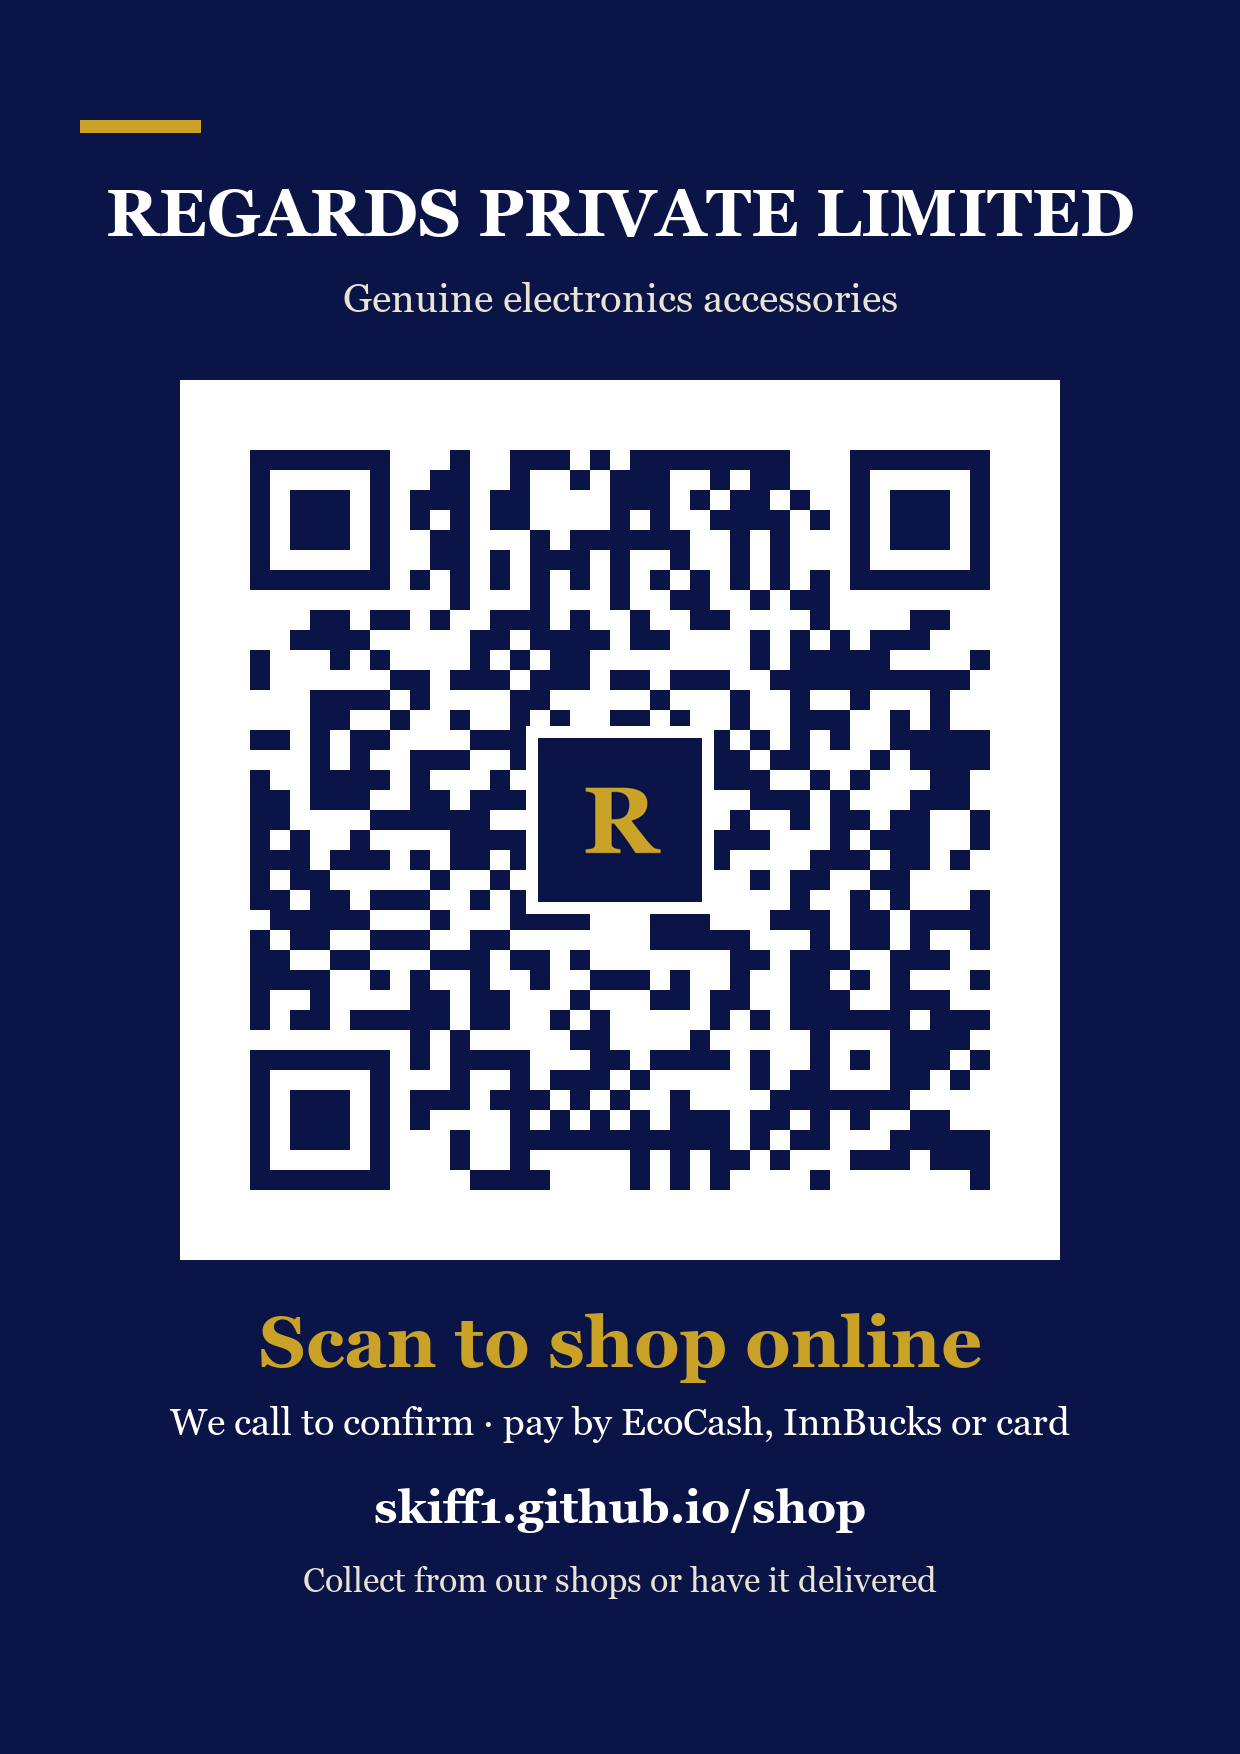 REGARDS PRIVATE LIMITED
Genuine electronics accessories
R
Scan to shop online
We call to confirm · pay by EcoCash, InnBucks or card
skiff1.github.io/shop
Collect from our shops or have it delivered